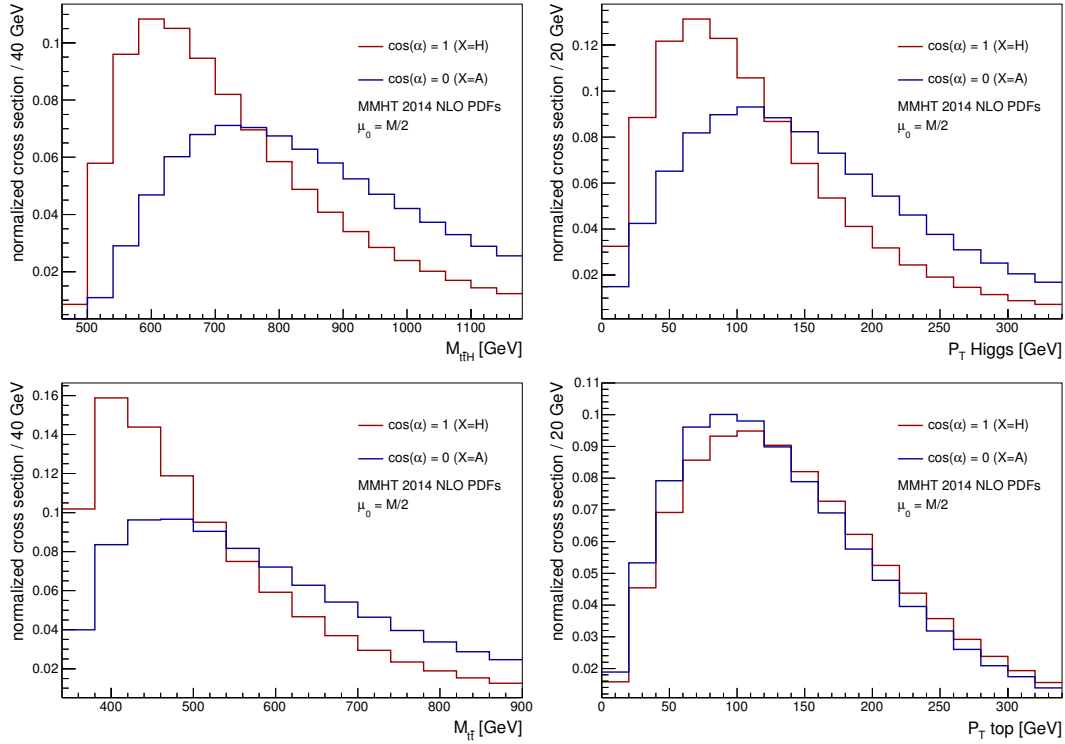 normalized cross section / 40 GeV
0.1
0.08
0.06
0.04
0.02
cos(α) = 1 (X=H)
cos(α) = 0 (X=A)
MMHT 2014 NLO PDFs
μ0 = M/2
500 600 700 800 900 1000 1100
M_tt̄H [GeV]
normalized cross section / 20 GeV
0.12
0.1
0.08
0.06
0.04
0.02
cos(α) = 1 (X=H)
cos(α) = 0 (X=A)
MMHT 2014 NLO PDFs
μ0 = M/2
0 50 100 150 200 250 300
P_T Higgs [GeV]
normalized cross section / 40 GeV
0.16
0.14
0.12
0.1
0.08
0.06
0.04
0.02
cos(α) = 1 (X=H)
cos(α) = 0 (X=A)
MMHT 2014 NLO PDFs
μ0 = M/2
400 500 600 700 800 900
M_tt̄ [GeV]
normalized cross section / 20 GeV
0.11
0.1
0.09
0.08
0.07
0.06
0.05
0.04
0.03
0.02
cos(α) = 1 (X=H)
cos(α) = 0 (X=A)
MMHT 2014 NLO PDFs
μ0 = M/2
0 50 100 150 200 250 300
P_T top [GeV]